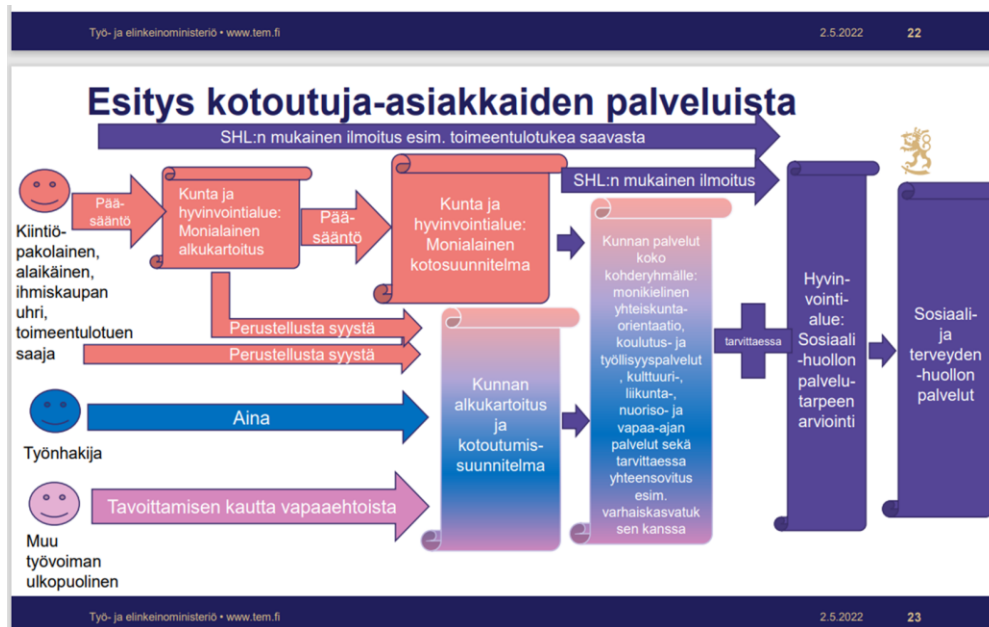 Työ- ja elinkeinoministeriö • www.tem.fi 2.5.2022 22
Esitys kotoutuja-asiakkaiden palveluista
SHL:n mukainen ilmoitus esim. toimeentulotukea saavasta
Pää-
sääntö
Kiintiö-
pakolainen,
alaikäinen,
ihmiskaupan
uhri,
toimeentulotuen
saaja
Kunta ja
hyvinvointialue:
Monialainen
alkukartoitus
Pää-
sääntö
Kunta ja
hyvinvointialue:
Monialainen
kotosuunnitelma
SHL:n mukainen ilmoitus
Perustellusta syystä
Perustellusta syystä
Aina
Työnhakija
Tavoittamisen kautta vapaaehtoista
Muu
työvoiman
ulkopuolinen
Kunnan
alkukartoitus
ja
kotoutumis-
suunnitelma
Kunnan palvelut
koko
kohderyhmälle:
monikielinen
yhteiskunta-
orientaatio,
koulutus- ja
työllisyyspalvelut
, kulttuuri-,
liikunta-,
nuoriso- ja
vapaa-ajan
palvelut sekä
tarvittaessa
yhteensovitus
esim.
varhaiskasvatuk
sen kanssa
tarvittaessa
Hyvin-
vointi-
alue:
Sosiaali
-huollon
palvelu-
tarpeen
arviointi
Sosiaali-
ja
terveyden
-huollon
palvelut
Työ- ja elinkeinoministeriö • www.tem.fi 2.5.2022 23